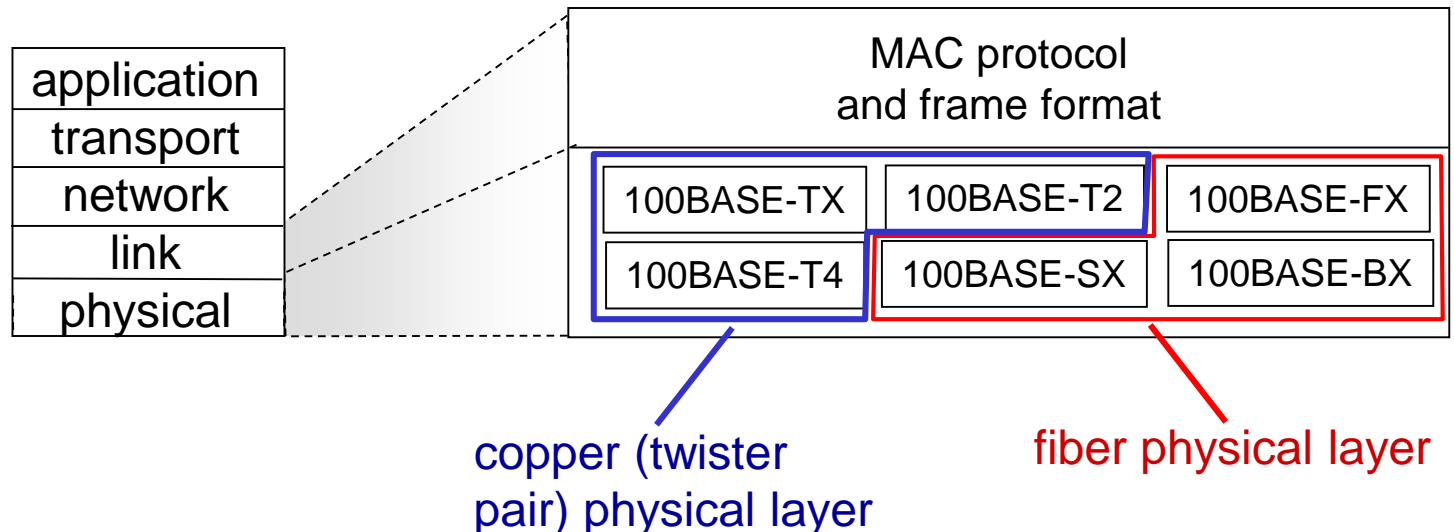 application
transport
network
link
physical
MAC protocol
and frame format
100BASE-TX
100BASE-T2
100BASE-FX
100BASE-T4
100BASE-SX
100BASE-BX
copper (twister
pair) physical layer
fiber physical layer